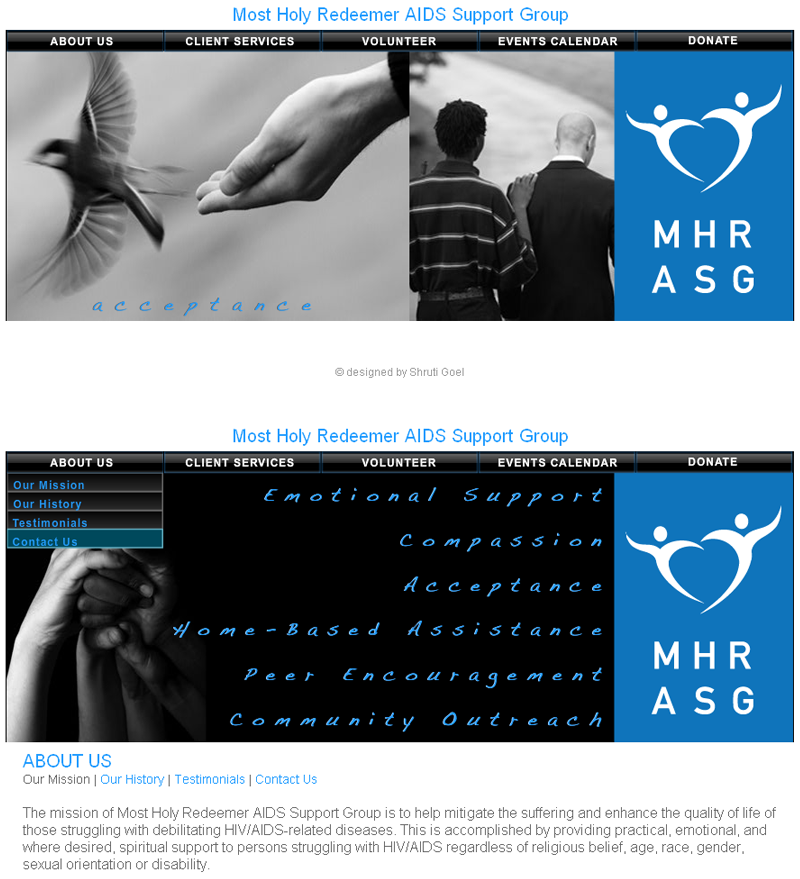 Most Holy Redeemer AIDS Support Group
ABOUT US CLIENT SERVICES VOLUNTEER EVENTS CALENDAR DONATE
acceptance
MHR
ASG
© designed by Shruti Goel
Most Holy Redeemer AIDS Support Group
ABOUT US CLIENT SERVICES VOLUNTEER EVENTS CALENDAR DONATE
Our Mission
Our History
Testimonials
Contact Us
Emotional Support
Compassion
Acceptance
Home-Based Assistance
Peer Encouragement
Community Outreach
MHR
ASG
ABOUT US
Our Mission | Our History | Testimonials | Contact Us
The mission of Most Holy Redeemer AIDS Support Group is to help mitigate the suffering and enhance the quality of life of
those struggling with debilitating HIV/AIDS-related diseases. This is accomplished by providing practical, emotional, and
where desired, spiritual support to persons struggling with HIV/AIDS regardless of religious belief, age, race, gender,
sexual orientation or disability.